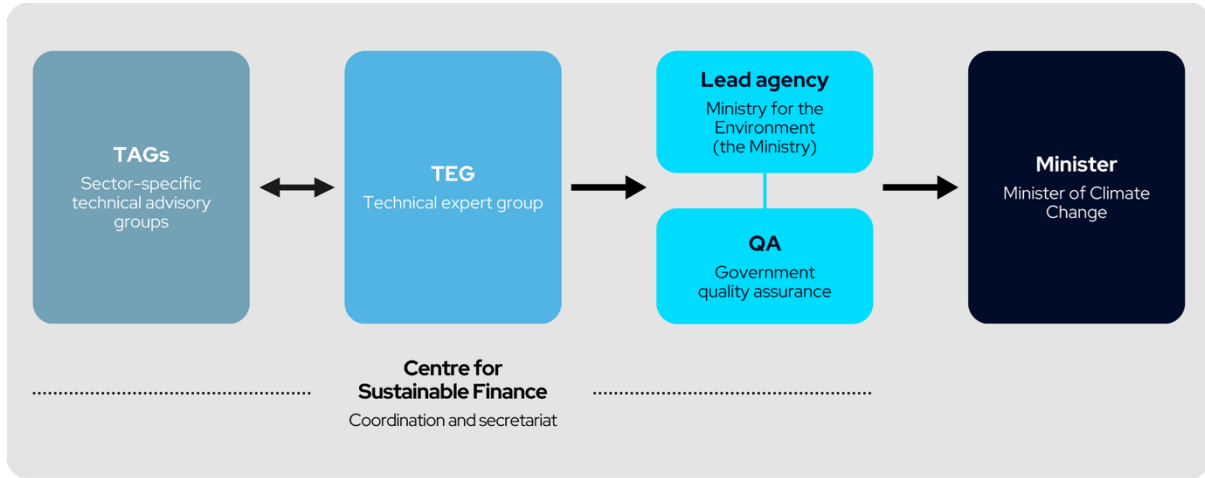 TAGs
Sector-specific
technical advisory
groups
TEG
Technical expert group
Lead agency
Ministry for the
Environment
(the Ministry)
QA
Government
quality assurance
Minister
Minister of Climate
Change
Centre for
Sustainable Finance
Coordination and secretariat